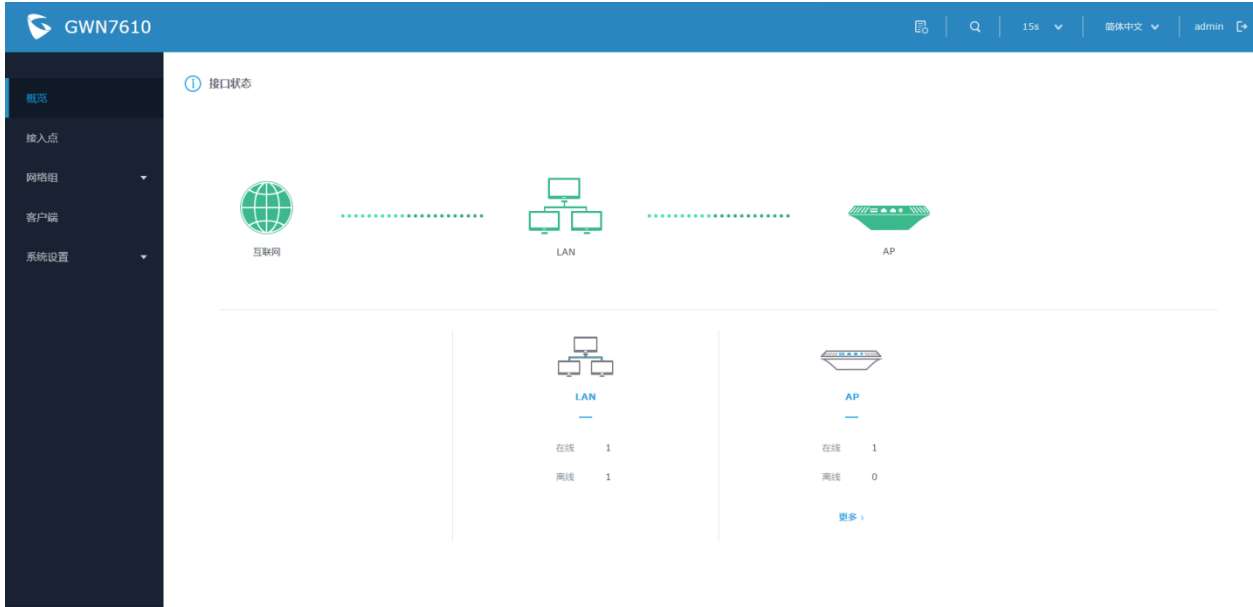 GWN7610
15s
简体中文
admin
接口状态
概览
接入点
网络组
客户端
系统设置
互联网
LAN
AP
LAN
在线 1
离线 1
AP
在线 1
离线 0
更多 ›